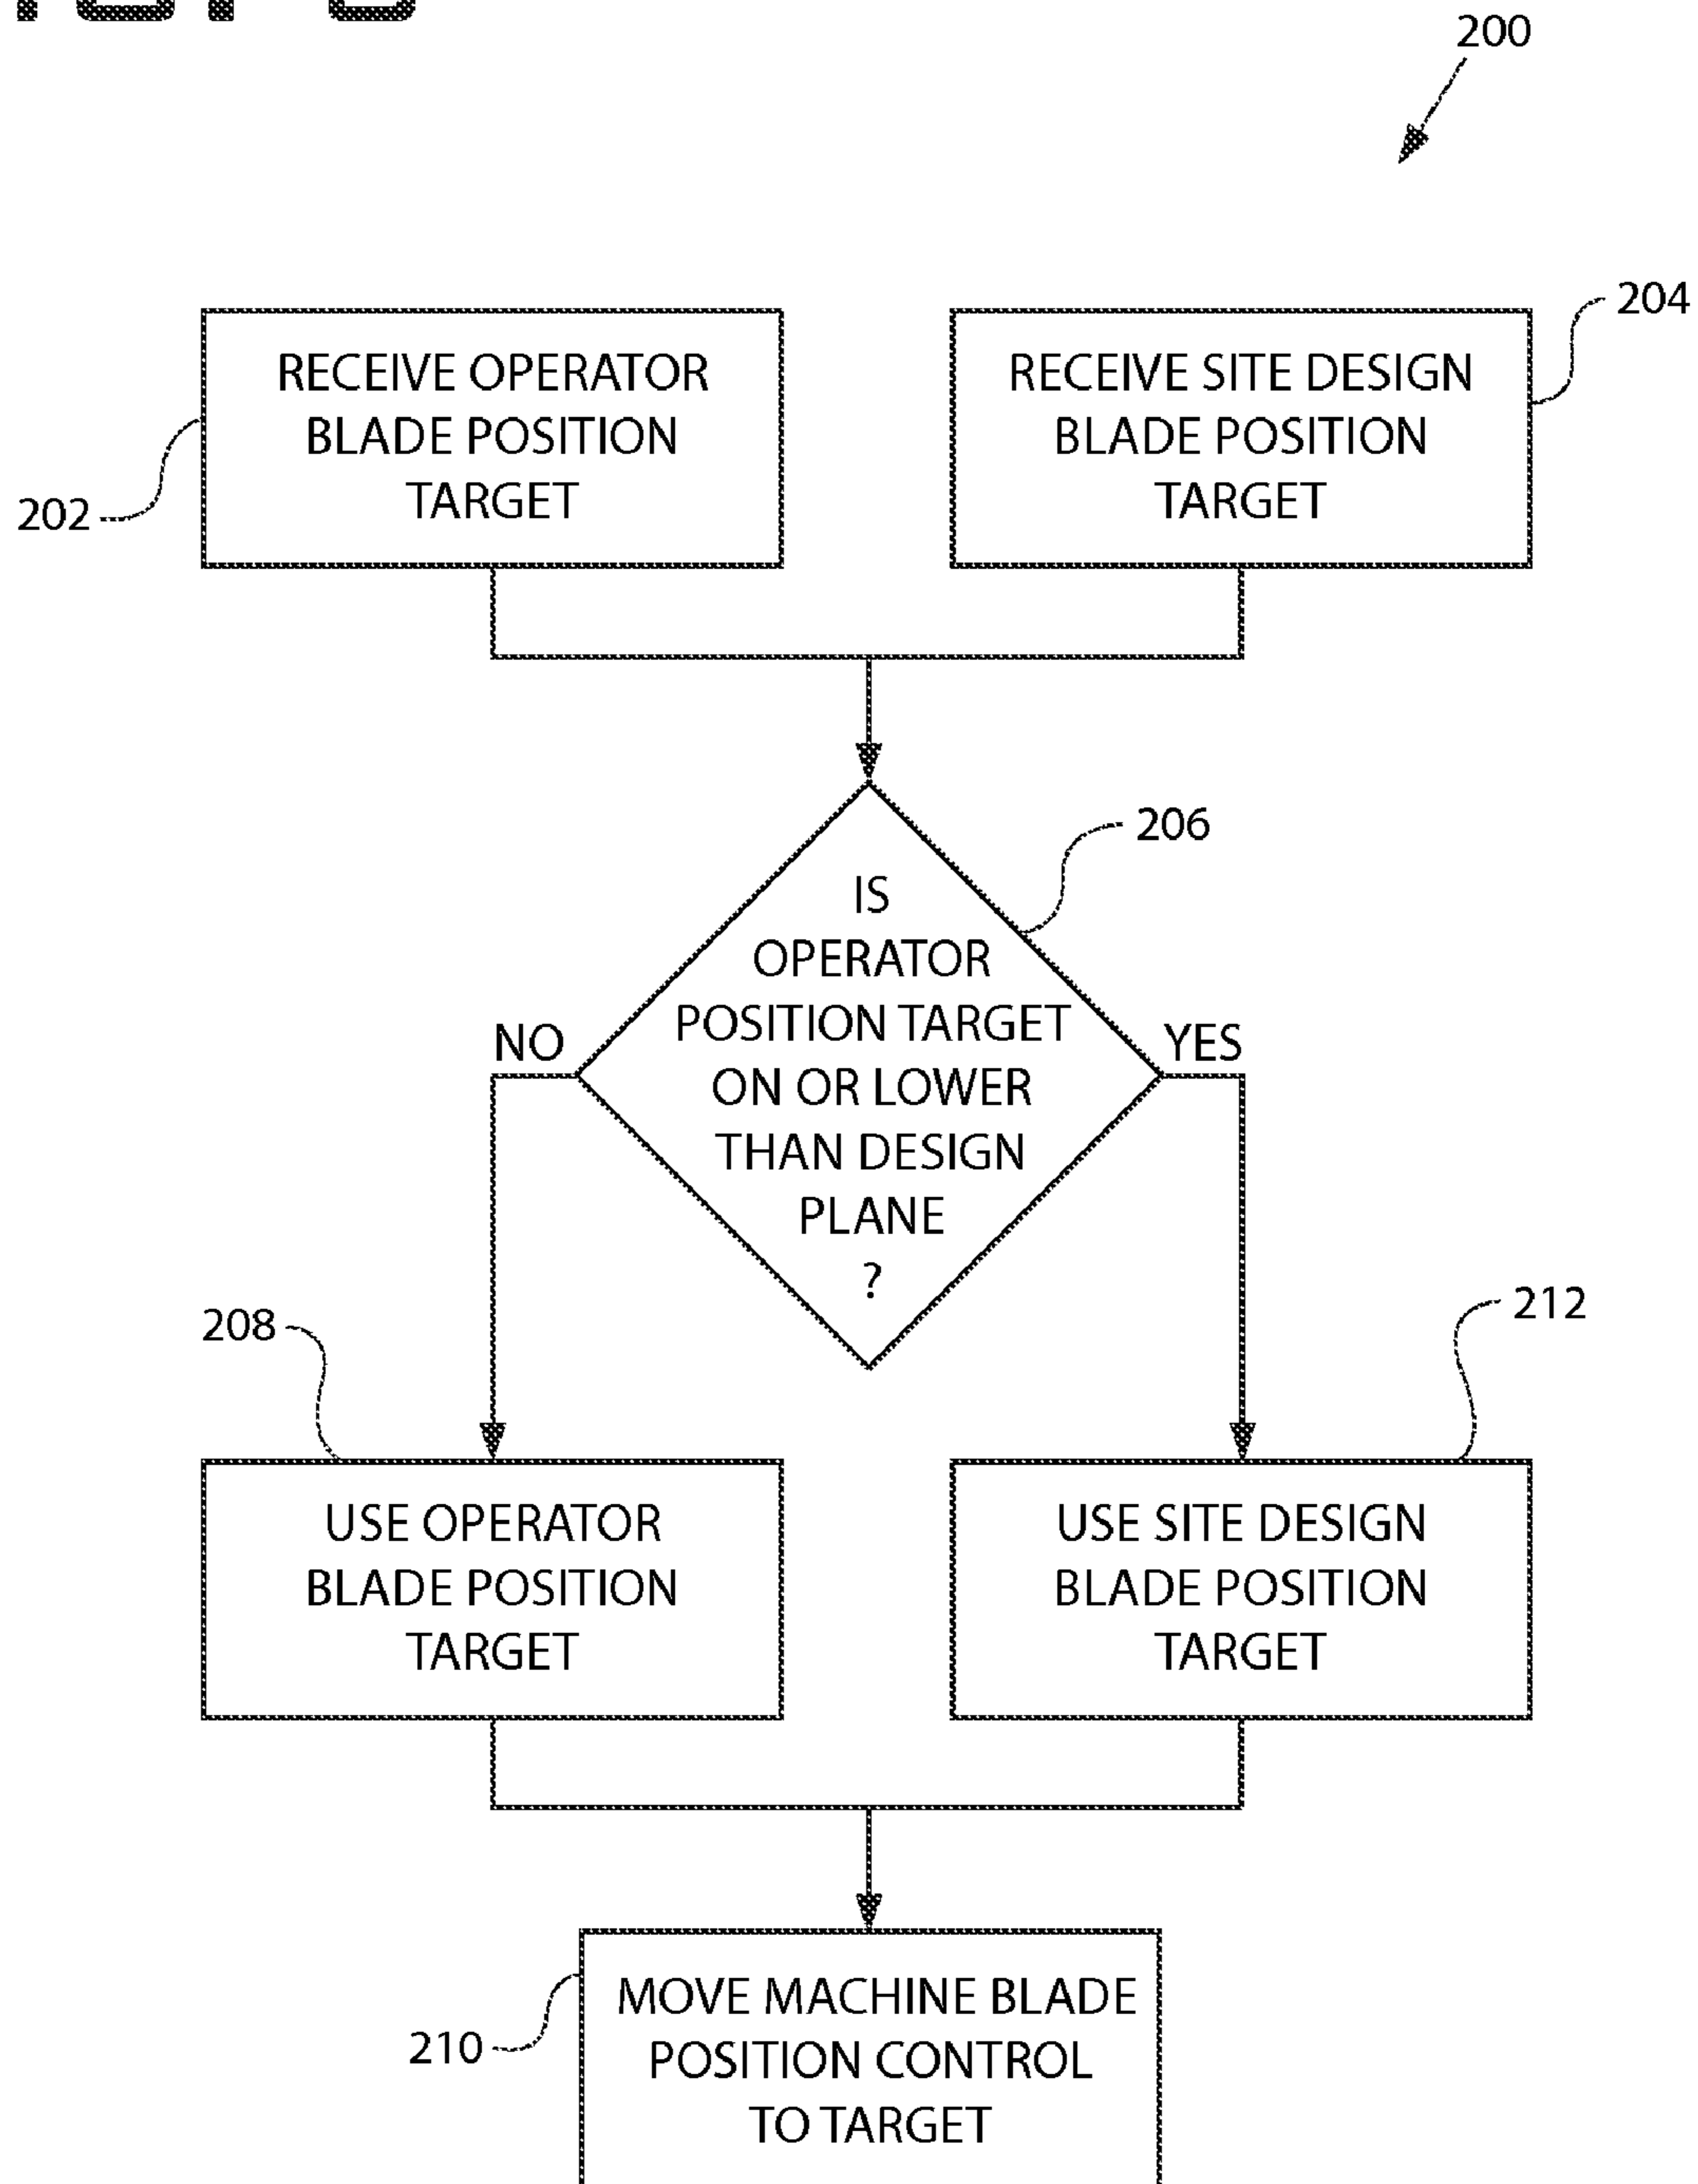 200
RECEIVE OPERATOR
BLADE POSITION
TARGET
202
RECEIVE SITE DESIGN
BLADE POSITION
TARGET
204
IS
OPERATOR
POSITION TARGET
ON OR LOWER
THAN DESIGN
PLANE
?
206
NO
YES
208
USE OPERATOR
BLADE POSITION
TARGET
212
USE SITE DESIGN
BLADE POSITION
TARGET
210
MOVE MACHINE BLADE
POSITION CONTROL
TO TARGET